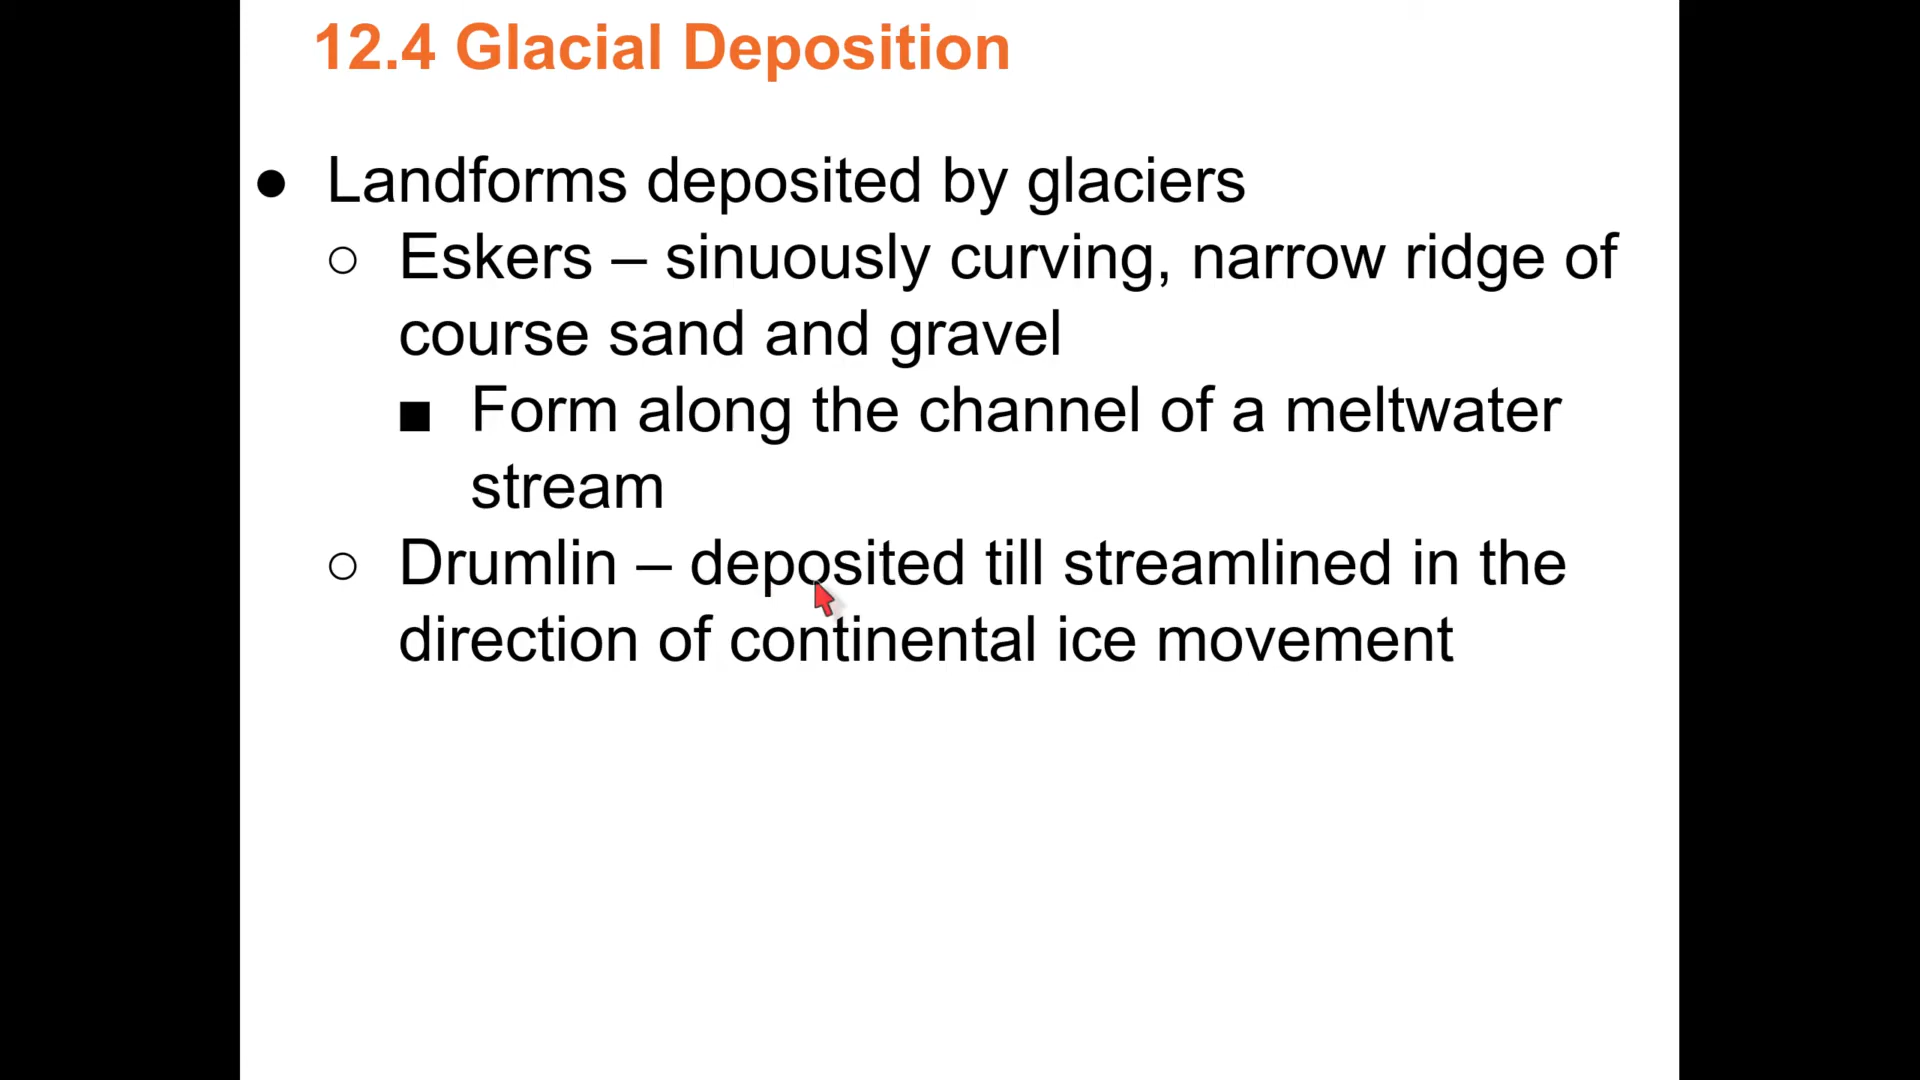 12.4 Glacial Deposition
● Landforms deposited by glaciers
○ Eskers – sinuously curving, narrow ridge of
course sand and gravel
■ Form along the channel of a meltwater
stream
○ Drumlin – deposited till streamlined in the
direction of continental ice movement